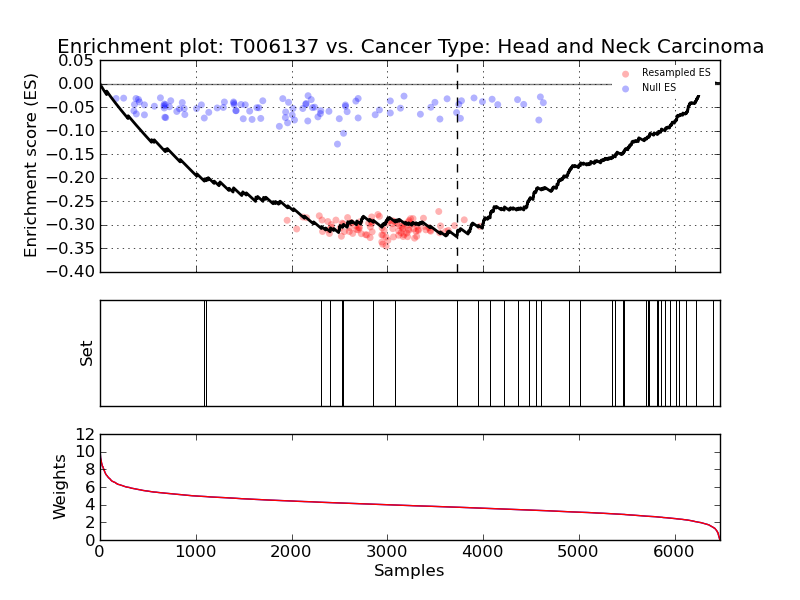 Enrichment plot: T006137 vs. Cancer Type: Head and Neck Carcinoma
Enrichment score (ES)
0.05
0.00
−0.05
−0.10
−0.15
−0.20
−0.25
−0.30
−0.35
−0.40
Resampled ES
Null ES
Set
Weights
12
10
8
6
4
2
0
0 1000 2000 3000 4000 5000 6000
Samples